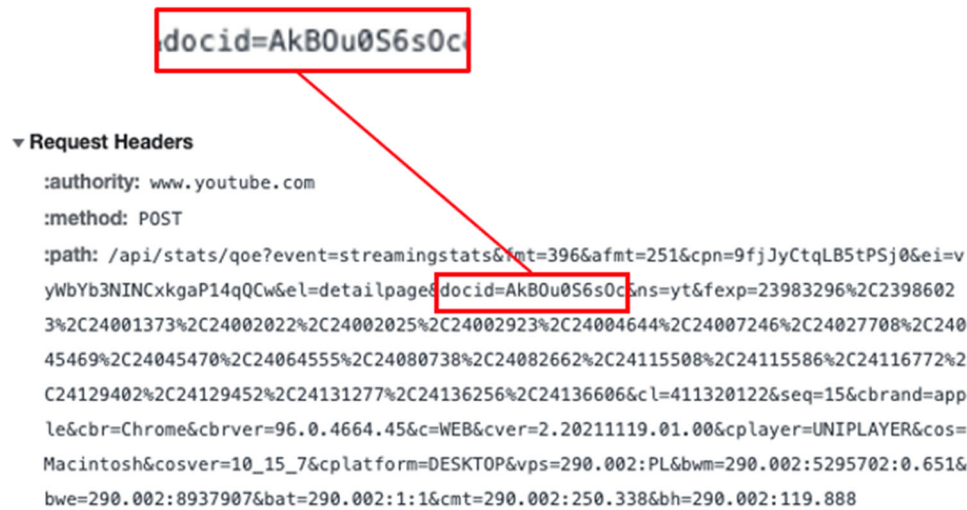 docid=AkBOu0S6sOc
▼ Request Headers
:authority: www.youtube.com
:method: POST
:path: /api/stats/qoe?event=streamingstats&fmt=396&afmt=251&cpn=9fjJyCtqLB5tPSj0&ei=v
yWbYb3NINCxkgaP14qQCw&el=detailpage&docid=AkBOu0S6sOc&ns=yt&fexp=23983296%2C2398602
3%2C24001373%2C24002022%2C24002025%2C24002923%2C24004644%2C24007246%2C24027708%2C240
45469%2C24045470%2C24064555%2C24080738%2C24082662%2C24115508%2C24115586%2C24116772%2
C24129402%2C24129452%2C24131277%2C24136256%2C24136606&cl=411320122&seq=15&cbrand=app
le&cbr=Chrome&cbrver=96.0.4664.45&c=WEB&cver=2.20211119.01.00&cplayer=UNIPLAYER&cos=
Macintosh&cosver=10_15_7&cplatform=DESKTOP&vps=290.002:PL&bwm=290.002:5295702:0.651&
bwe=290.002:8937907&bat=290.002:1:1&cmt=290.002:250.338&bh=290.002:119.888